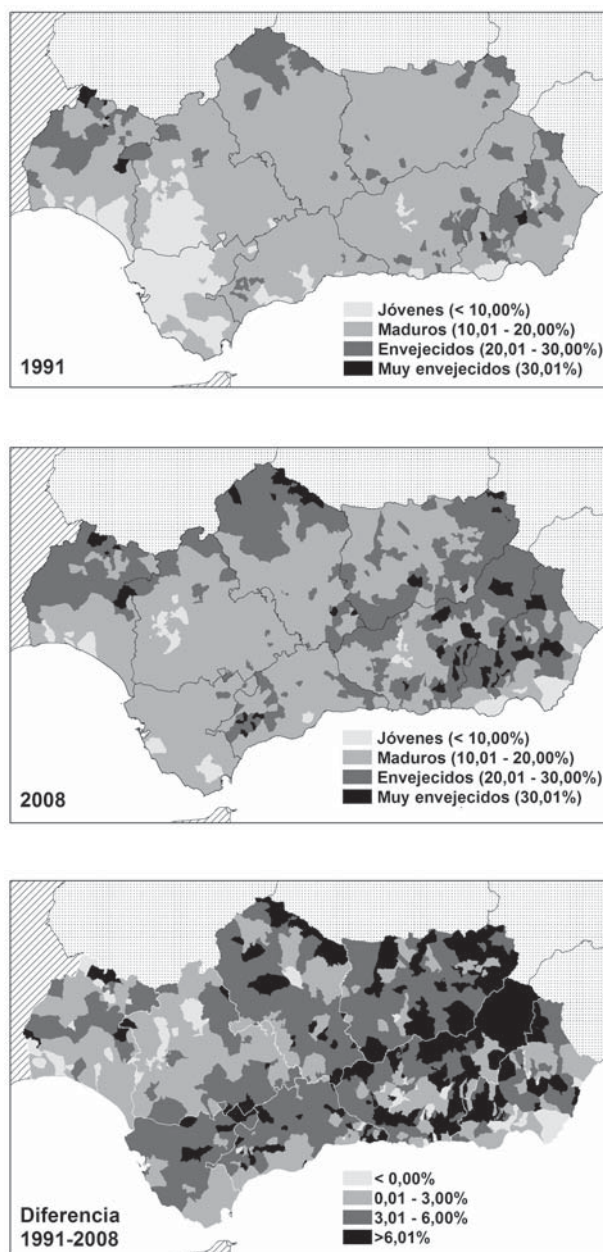 Jóvenes (< 10,00%)
Maduros (10,01 - 20,00%)
Envejecidos (20,01 - 30,00%)
Muy envejecidos (30,01%)
1991
Jóvenes (< 10,00%)
Maduros (10,01 - 20,00%)
Envejecidos (20,01 - 30,00%)
Muy envejecidos (30,01%)
2008
< 0,00%
0,01 - 3,00%
3,01 - 6,00%
>6,01%
Diferencia
1991-2008